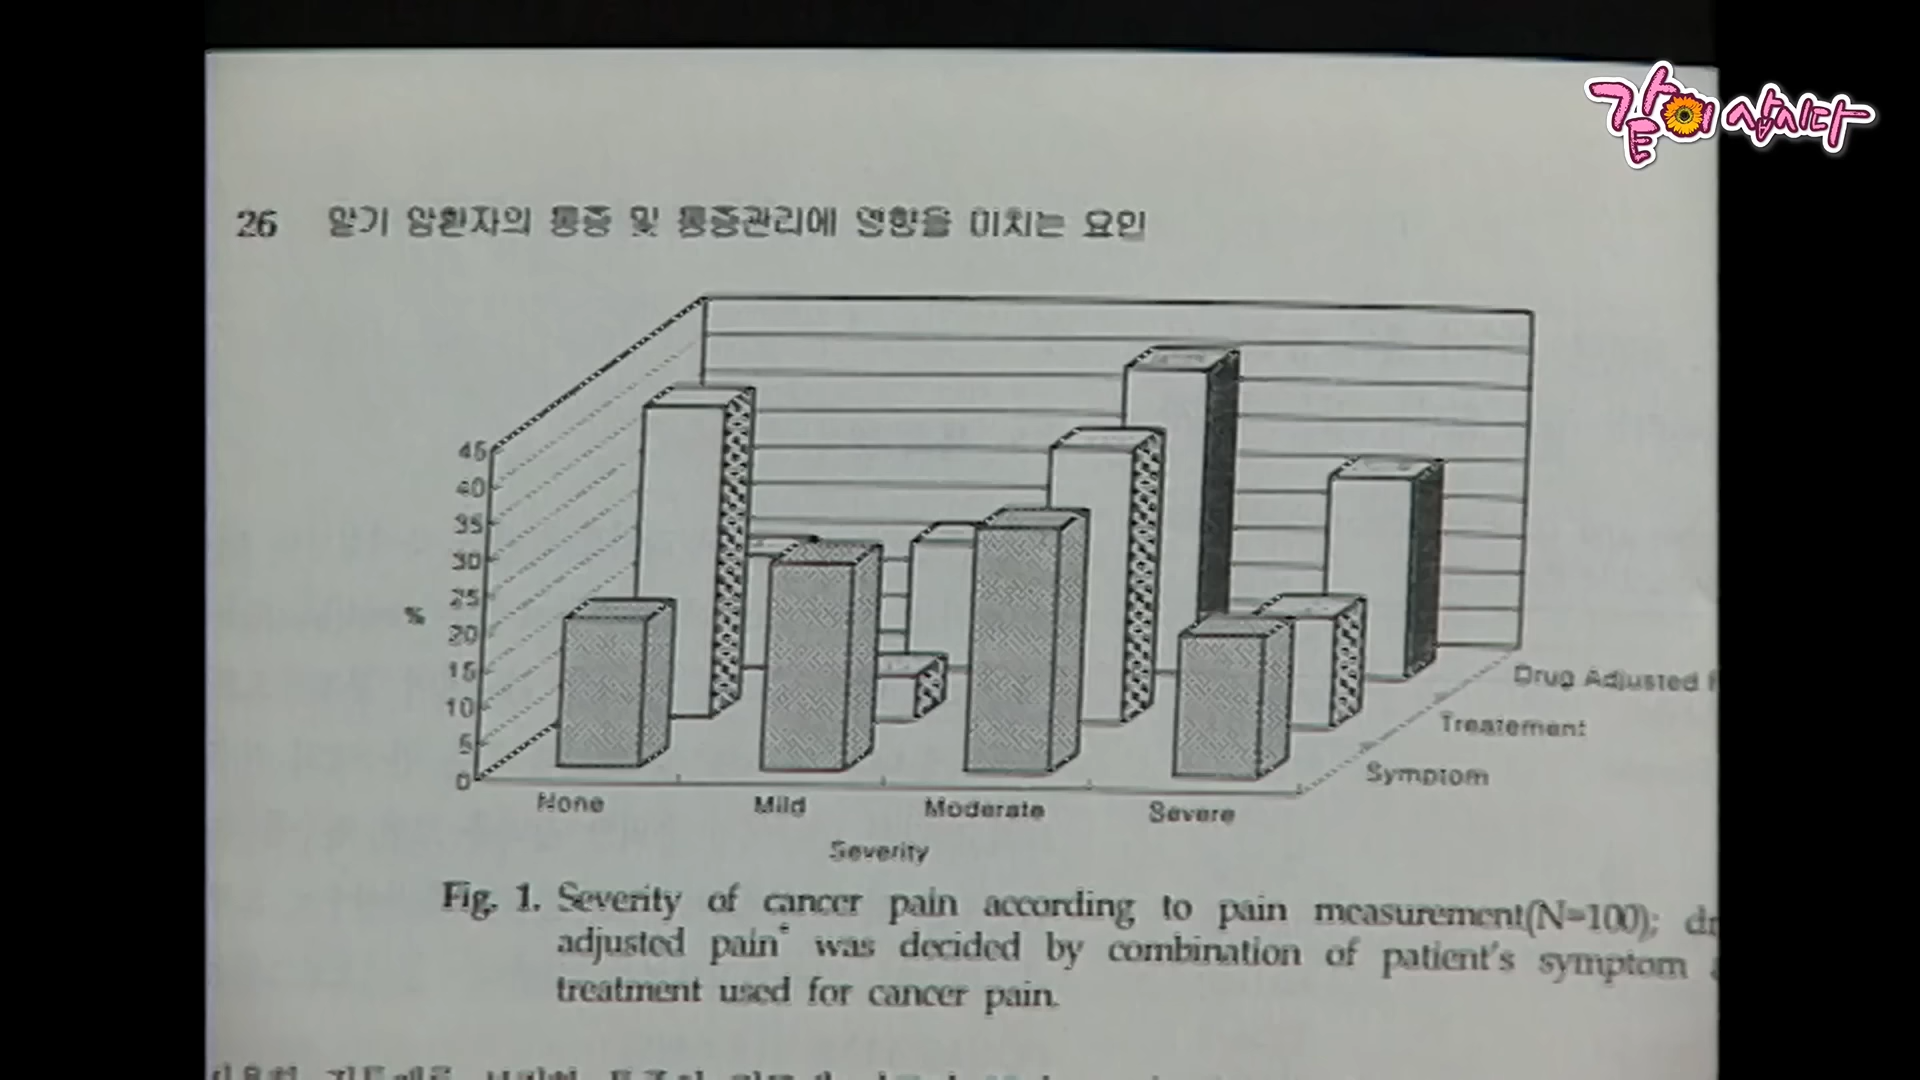 같이 삽시다
26 말기 암환자의 통증 및 통증관리에 영향을 미치는 요인
45
40
35
30
25
20
15
10
5
0
%
None Mild Moderate Severe
Severity
Drug Adjusted
Treatement
Symptom
Fig. 1. Severity of cancer pain according to pain measurement(N=100);
adjusted pain* was decided by combination of patient's symptom
treatment used for cancer pain.